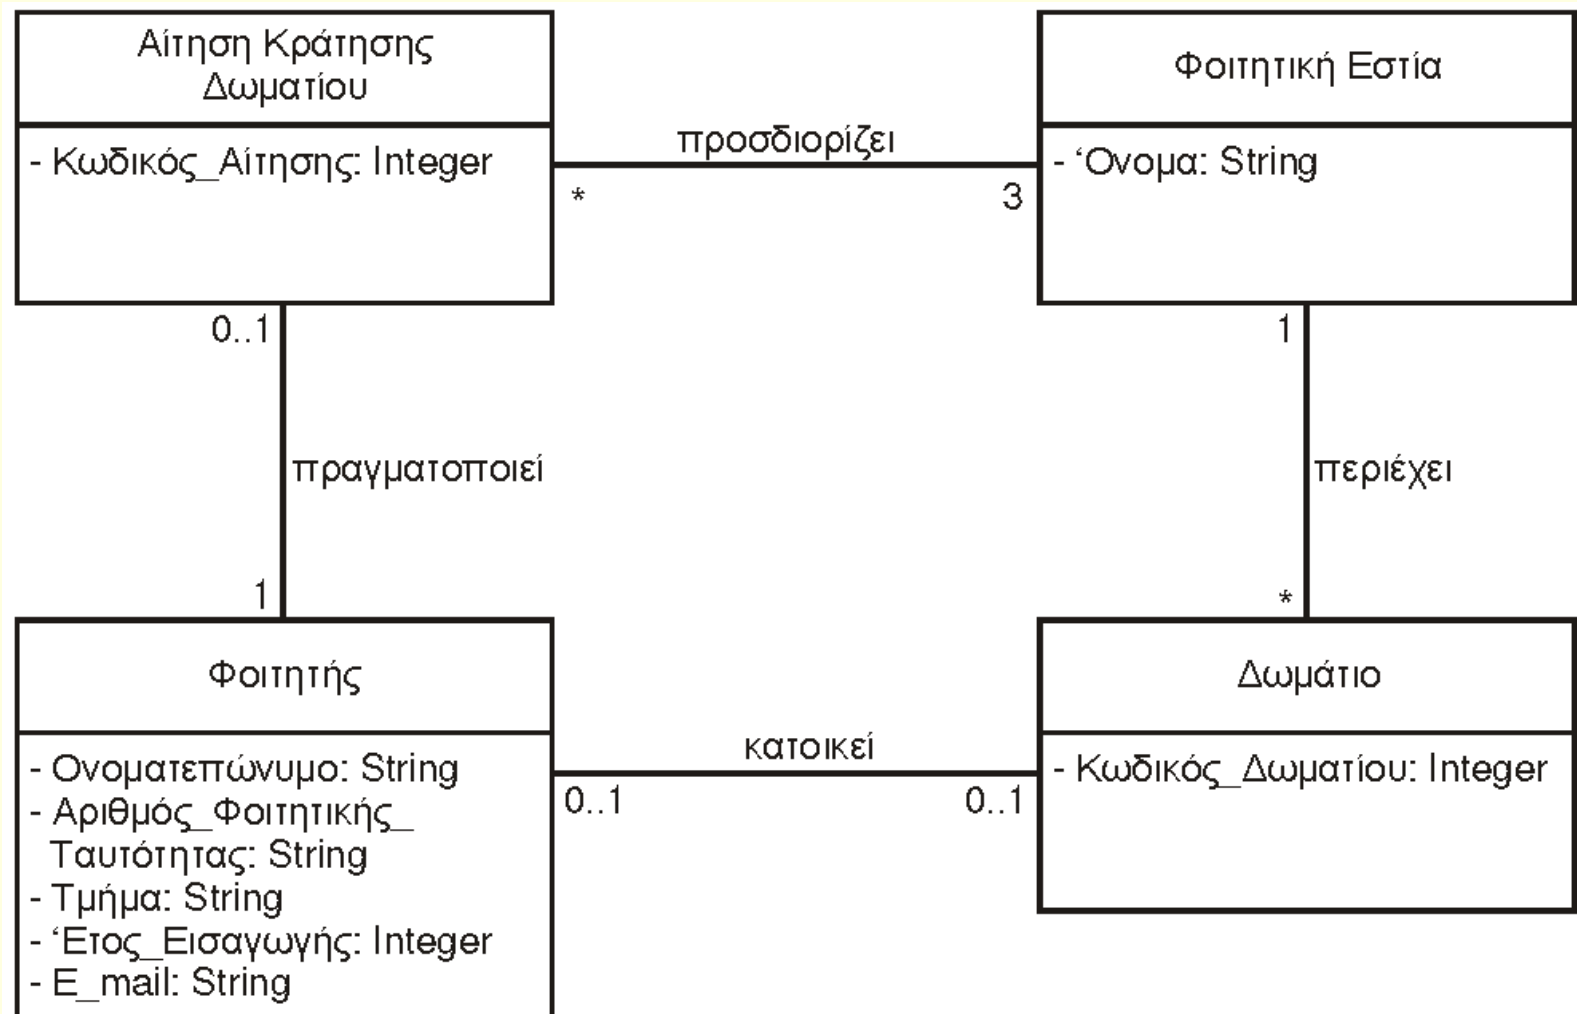 Αίτηση Κράτησης
Δωματίου
- Κωδικός_Αίτησης: Integer
προσδιορίζει
*
3
Φοιτητική Εστία
- ‘Ονομα: String
0..1
πραγματοποιεί
1
1
περιέχει
*
Φοιτητής
- Ονοματεπώνυμο: String
- Αριθμός_Φοιτητικής_
Ταυτότητας: String
- Τμήμα: String
- ‘Ετος_Εισαγωγής: Integer
- E_mail: String
κατοικεί
0..1
0..1
Δωμάτιο
- Κωδικός_Δωματίου: Integer